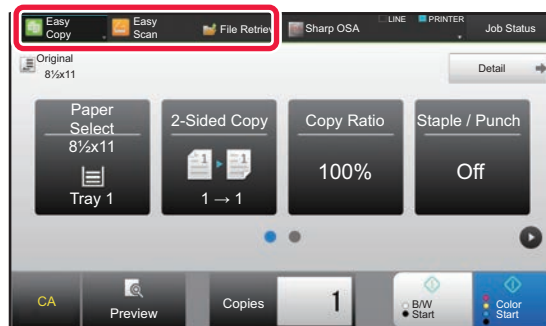 Easy
Copy
Easy
Scan
File Retriev
Sharp OSA
LINE
PRINTER
Job Status
Original
8½x11
Detail
Paper
Select
8½x11
Tray 1
2-Sided Copy
1
1
1 → 1
Copy Ratio
100%
Staple / Punch
Off
CA
Preview
Copies
1
B/W
Start
Color
Start